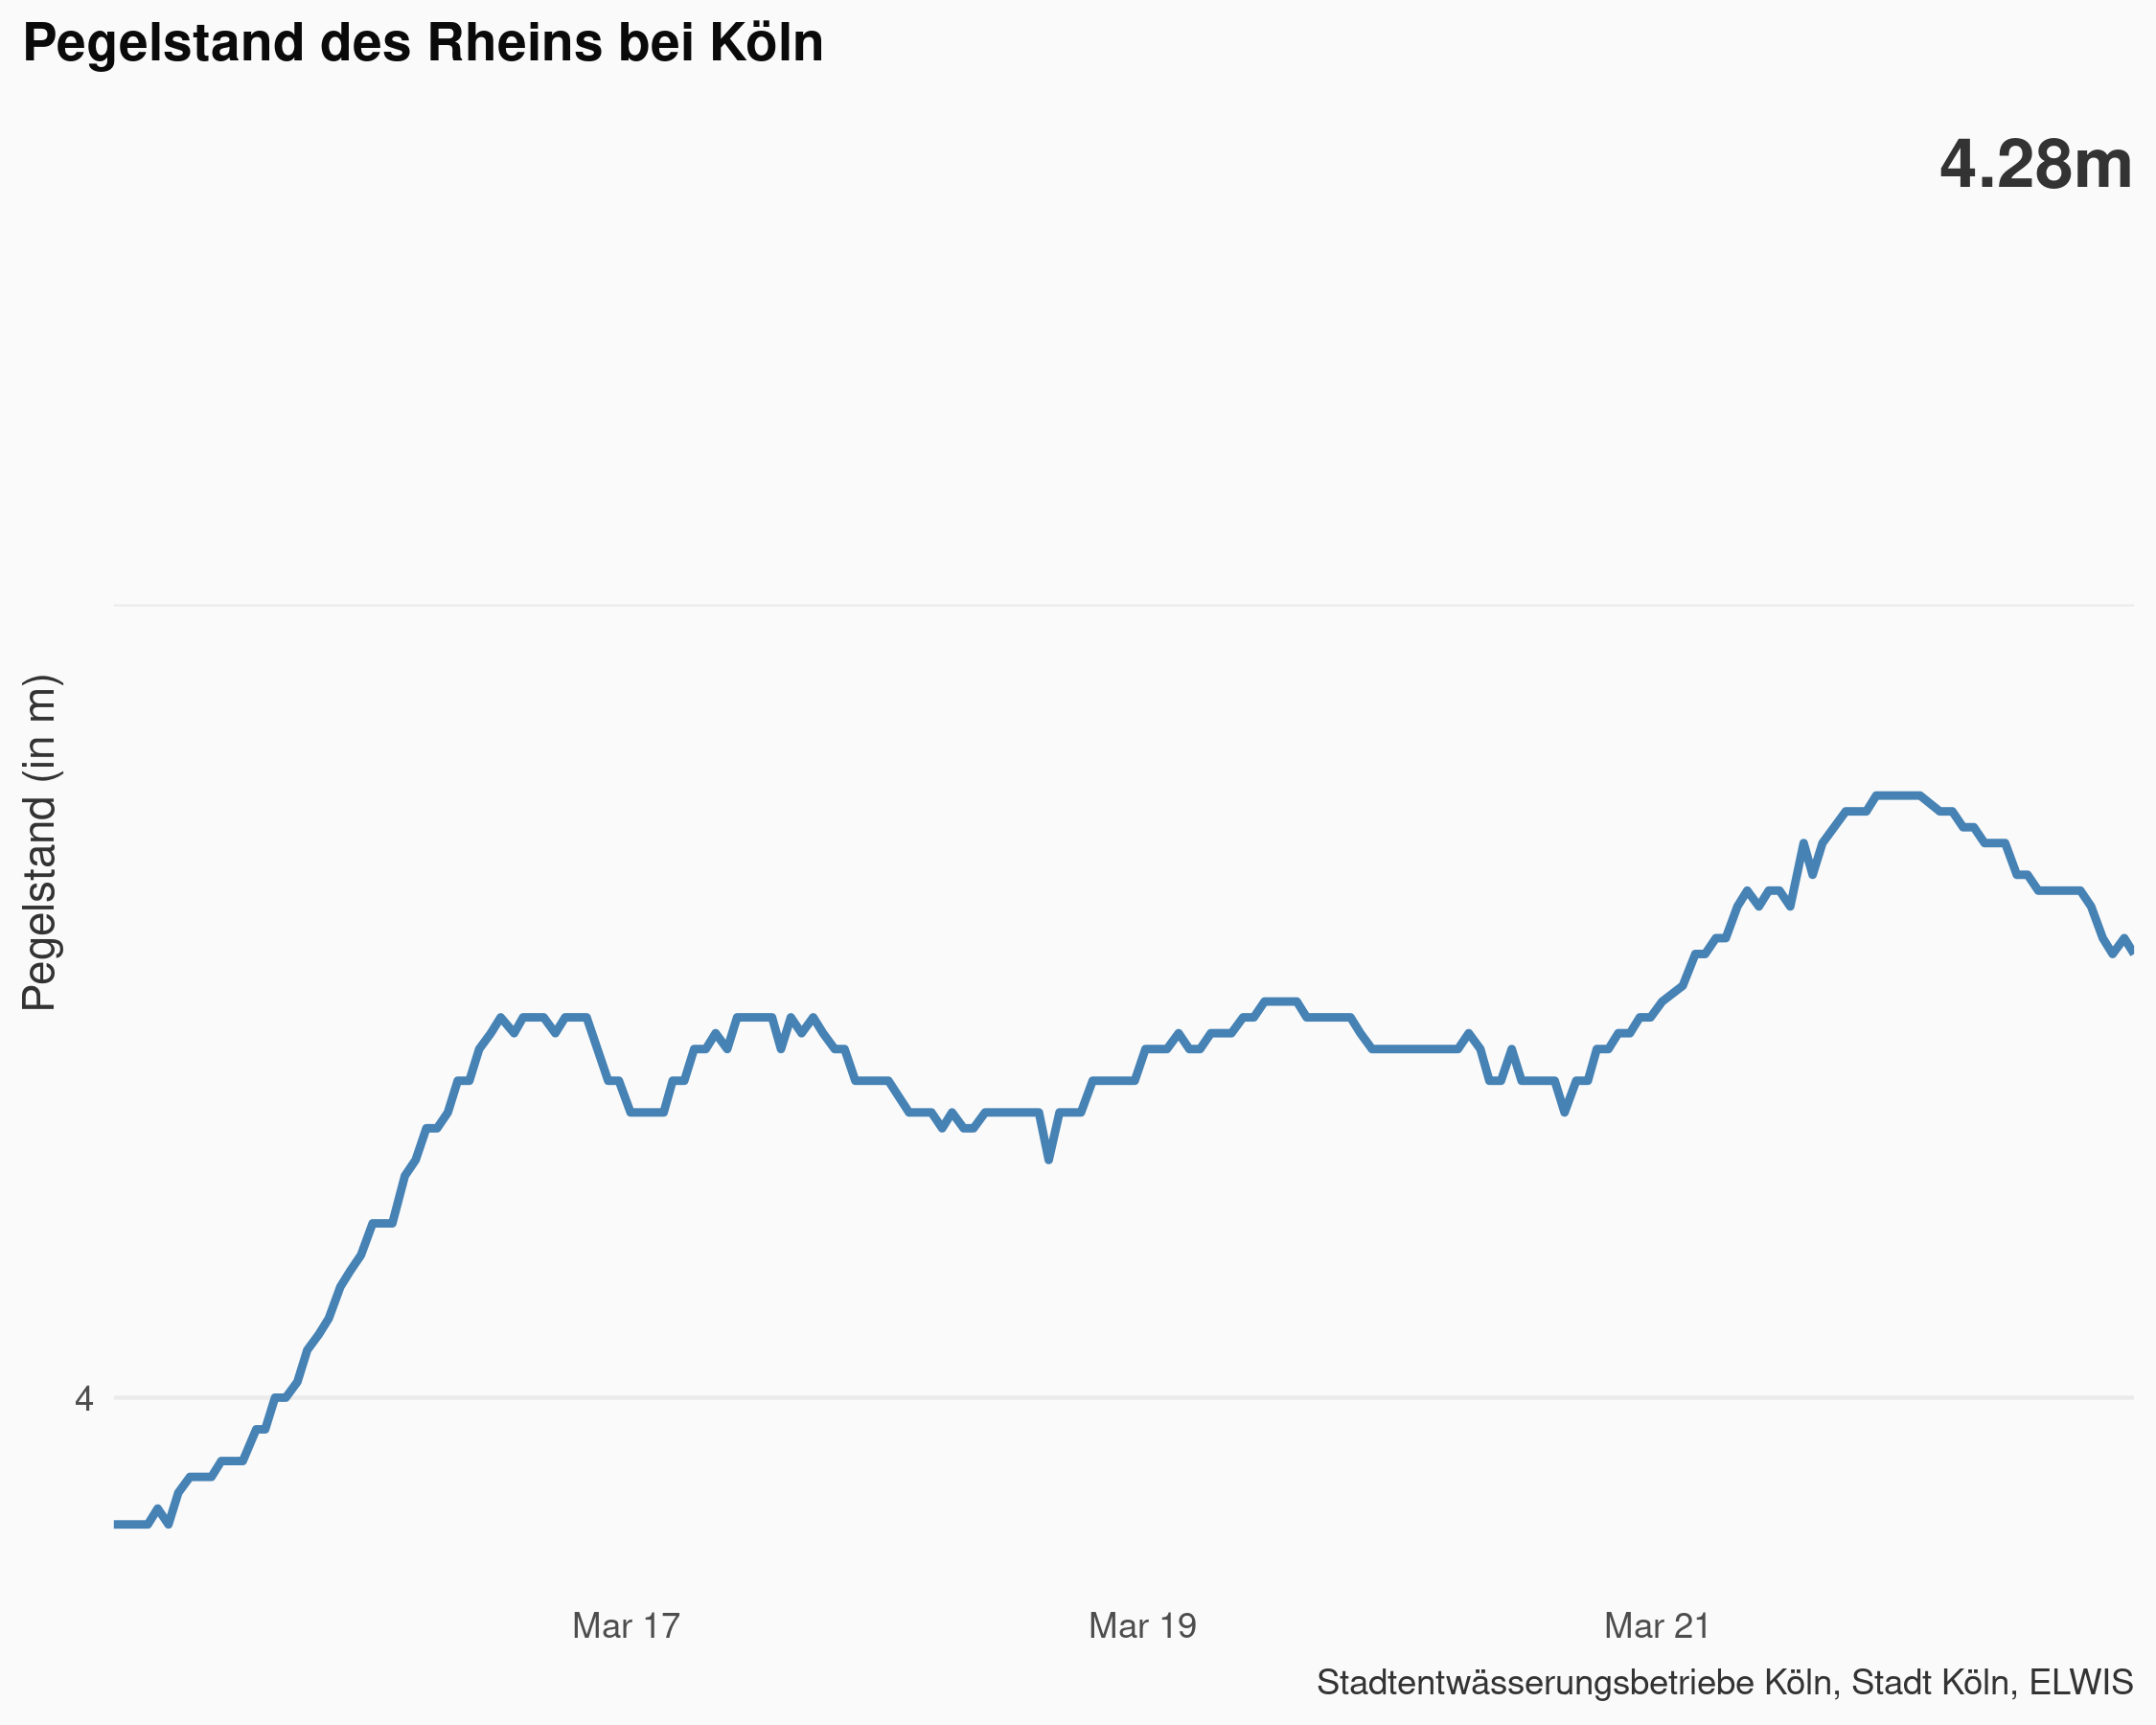 Pegelstand des Rheins bei Köln
4.28m
Pegelstand (in m)
4
Mar 17
Mar 19
Mar 21
Stadtentwässerungsbetriebe Köln, Stadt Köln, ELWIS